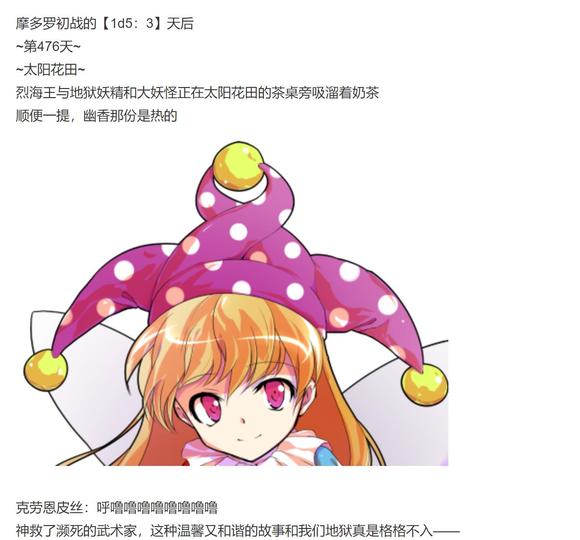 摩多罗初战的【1d5：3】天后
~第476天~
~太阳花田~
烈海王与地狱妖精和大妖怪正在太阳花田的茶桌旁吸溜着奶茶
顺便一提，幽香那份是热的
克劳恩皮丝：呼噜噜噜噜噜噜噜噜
神救了濒死的武术家，这种温馨又和谐的故事和我们地狱真是格格不入——